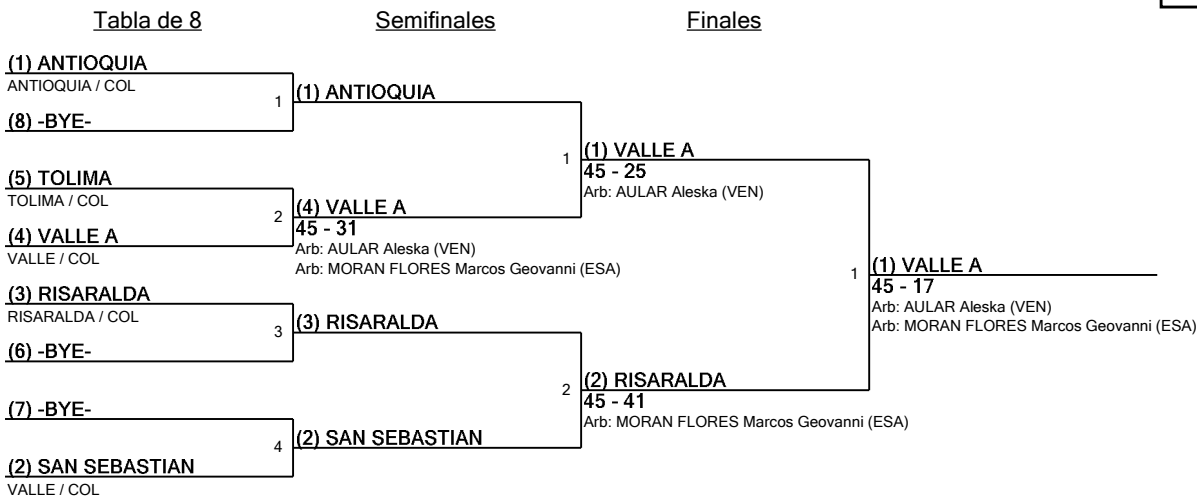 Tabla de 8
Semifinales
Finales
(1) ANTIOQUIA
ANTIOQUIA / COL
1
(1) ANTIOQUIA
(8) -BYE-
1
(1) VALLE A
45 - 25
Arb: AULAR Aleska (VEN)
(5) TOLIMA
TOLIMA / COL
2
(4) VALLE A
45 - 31
Arb: AULAR Aleska (VEN)
Arb: MORAN FLORES Marcos Geovanni (ESA)
(4) VALLE A
VALLE / COL
1
(1) VALLE A
45 - 17
Arb: AULAR Aleska (VEN)
Arb: MORAN FLORES Marcos Geovanni (ESA)
(3) RISARALDA
RISARALDA / COL
3
(3) RISARALDA
(6) -BYE-
2
(2) RISARALDA
45 - 41
Arb: MORAN FLORES Marcos Geovanni (ESA)
(7) -BYE-
4
(2) SAN SEBASTIAN
(2) SAN SEBASTIAN
VALLE / COL